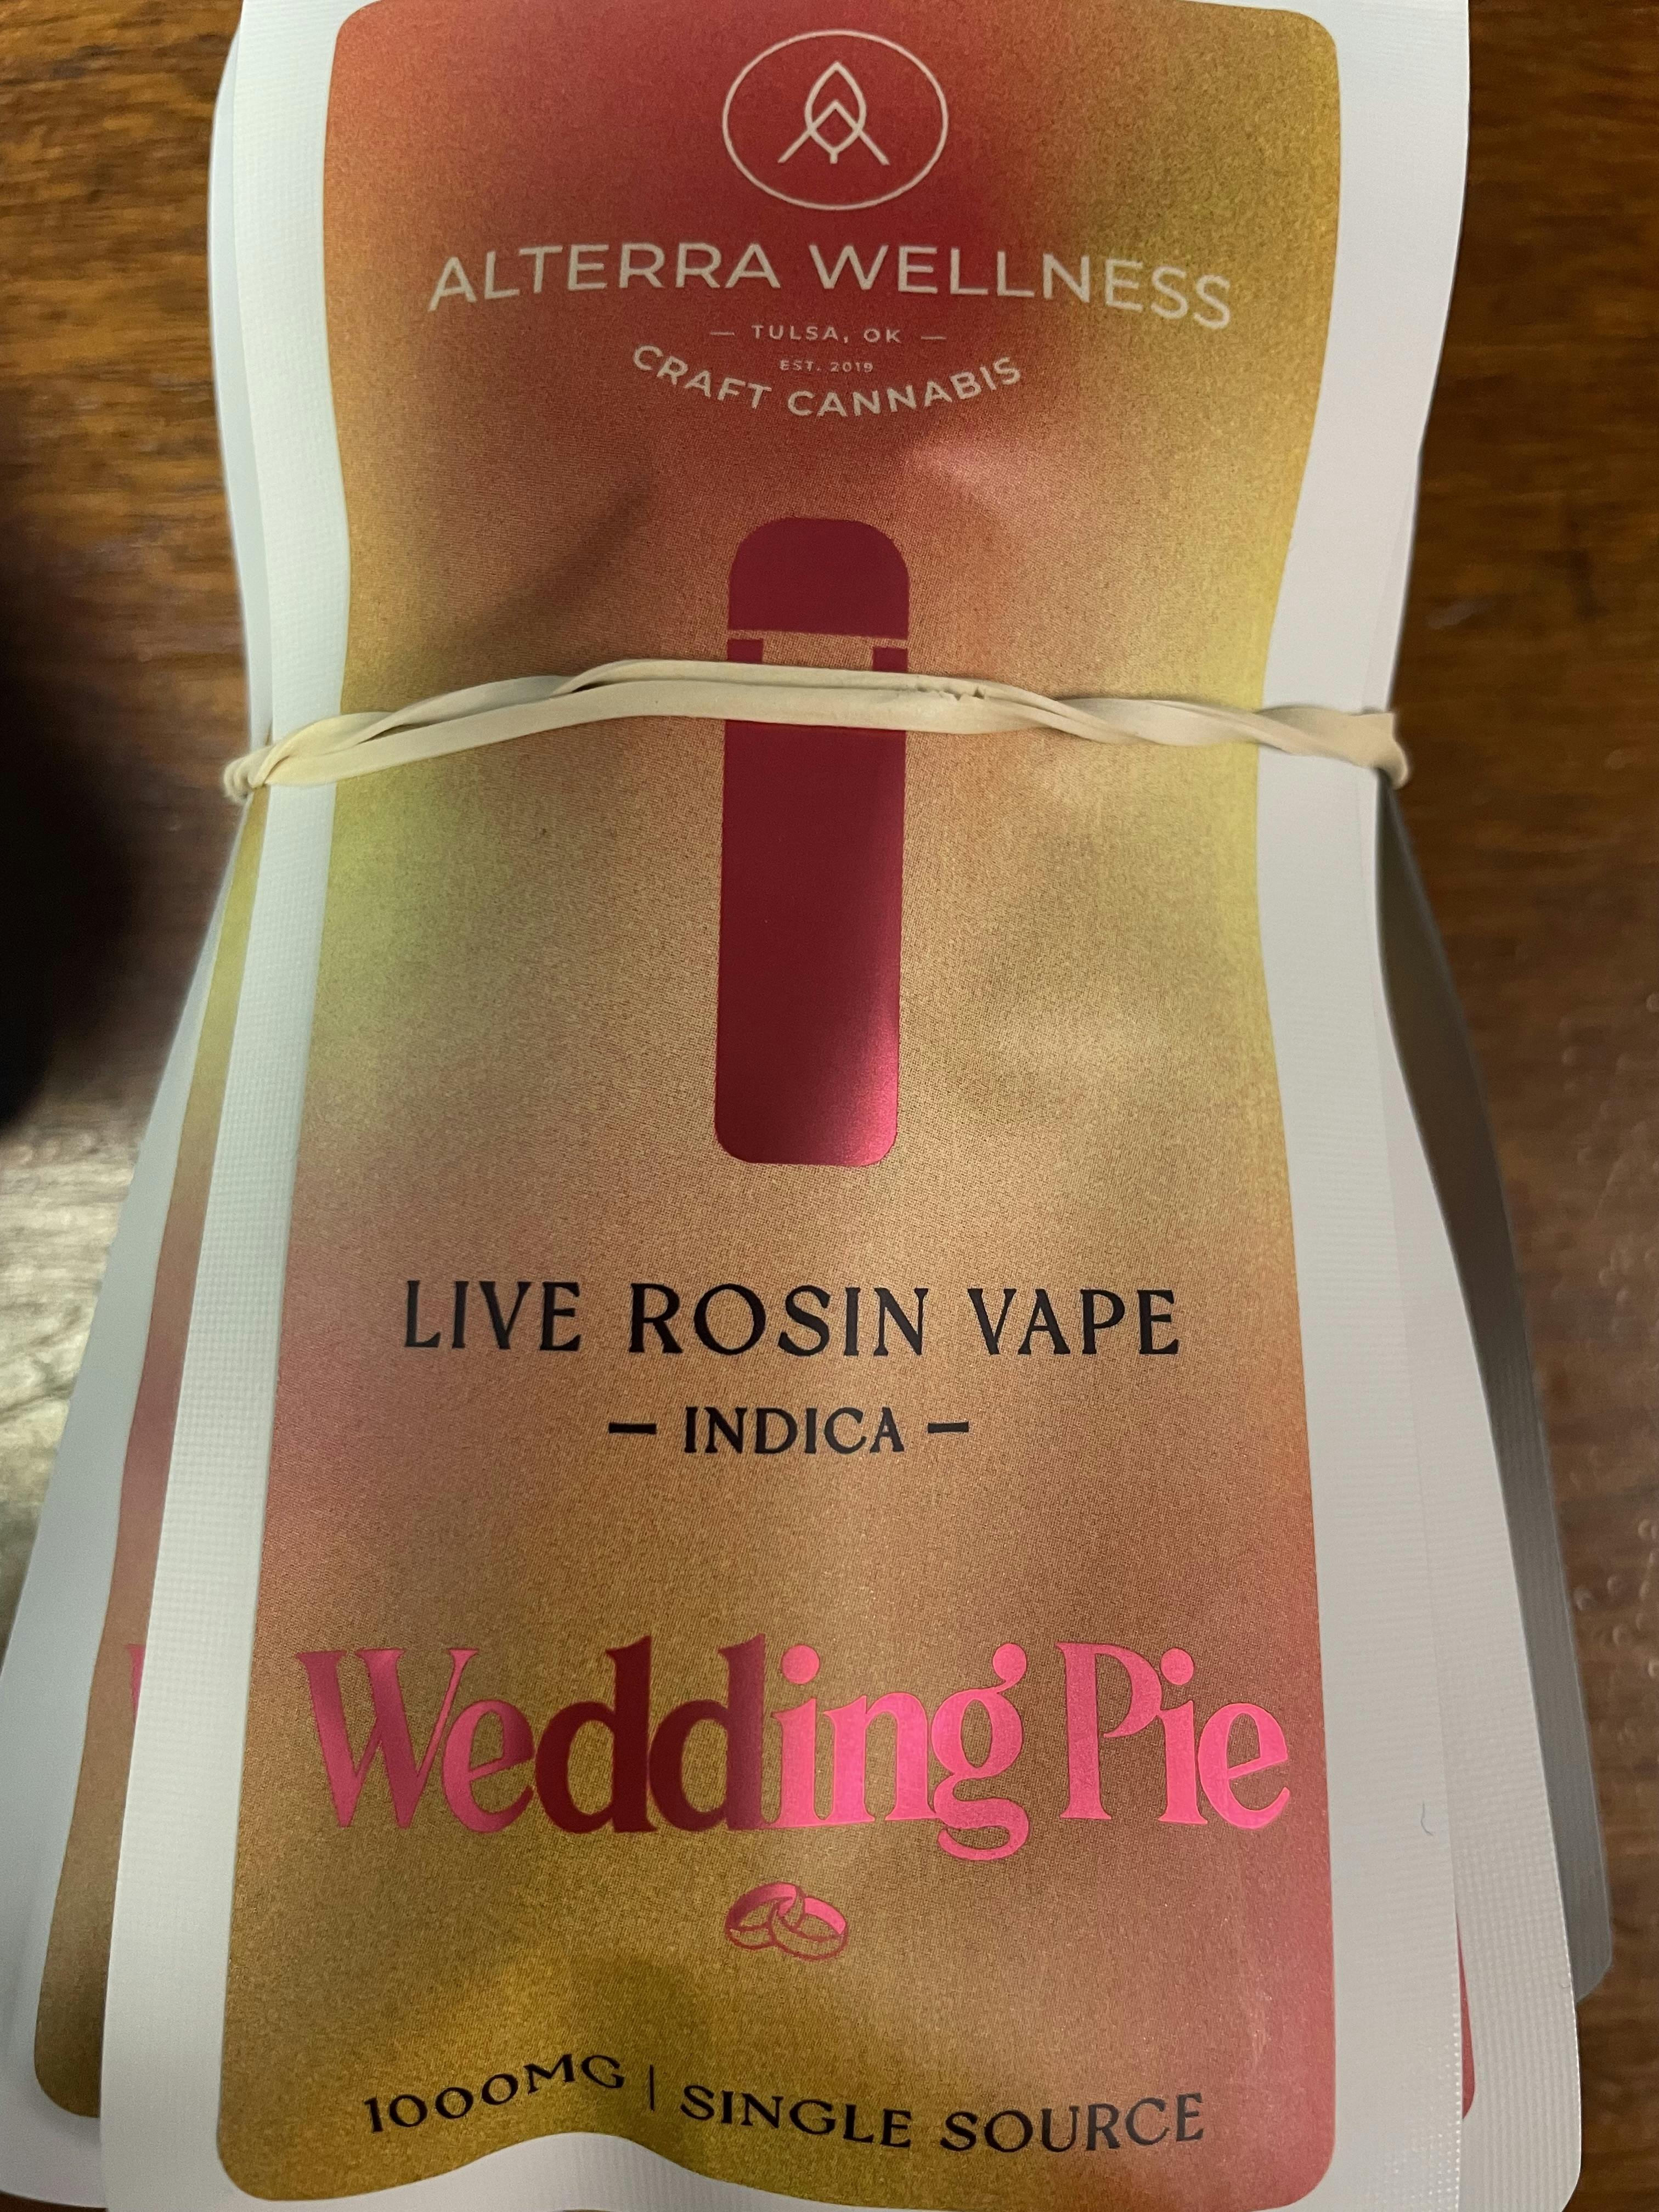 ALTERRA WELLNESS
— TULSA, OK —
EST. 2019
CRAFT CANNABIS
LIVE ROSIN VAPE
— INDICA —
Wedding Pie
1000MG | SINGLE SOURCE